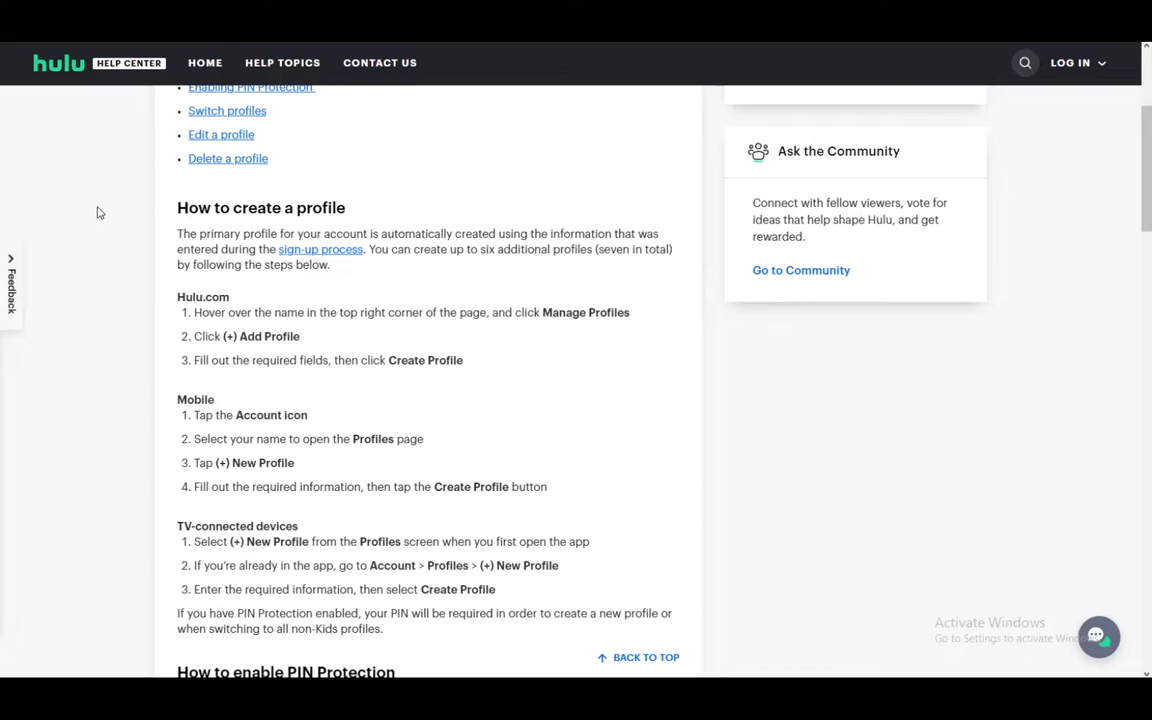 hulu HELP CENTER HOME HELP TOPICS CONTACT US LOG IN
• Enabling PIN Protection
• Switch profiles
• Edit a profile
• Delete a profile
Ask the Community
Connect with fellow viewers, vote for
ideas that help shape Hulu, and get
rewarded.
Go to Community
Feedback
How to create a profile
The primary profile for your account is automatically created using the information that was
entered during the sign-up process. You can create up to six additional profiles (seven in total)
by following the steps below.
Hulu.com
1. Hover over the name in the top right corner of the page, and click Manage Profiles
2. Click (+) Add Profile
3. Fill out the required fields, then click Create Profile
Mobile
1. Tap the Account icon
2. Select your name to open the Profiles page
3. Tap (+) New Profile
4. Fill out the required information, then tap the Create Profile button
TV-connected devices
1. Select (+) New Profile from the Profiles screen when you first open the app
2. If you're already in the app, go to Account > Profiles > (+) New Profile
3. Enter the required information, then select Create Profile
If you have PIN Protection enabled, your PIN will be required in order to create a new profile or
when switching to all non-Kids profiles.
BACK TO TOP
How to enable PIN Protection
Activate Windows
Go to Settings to activate